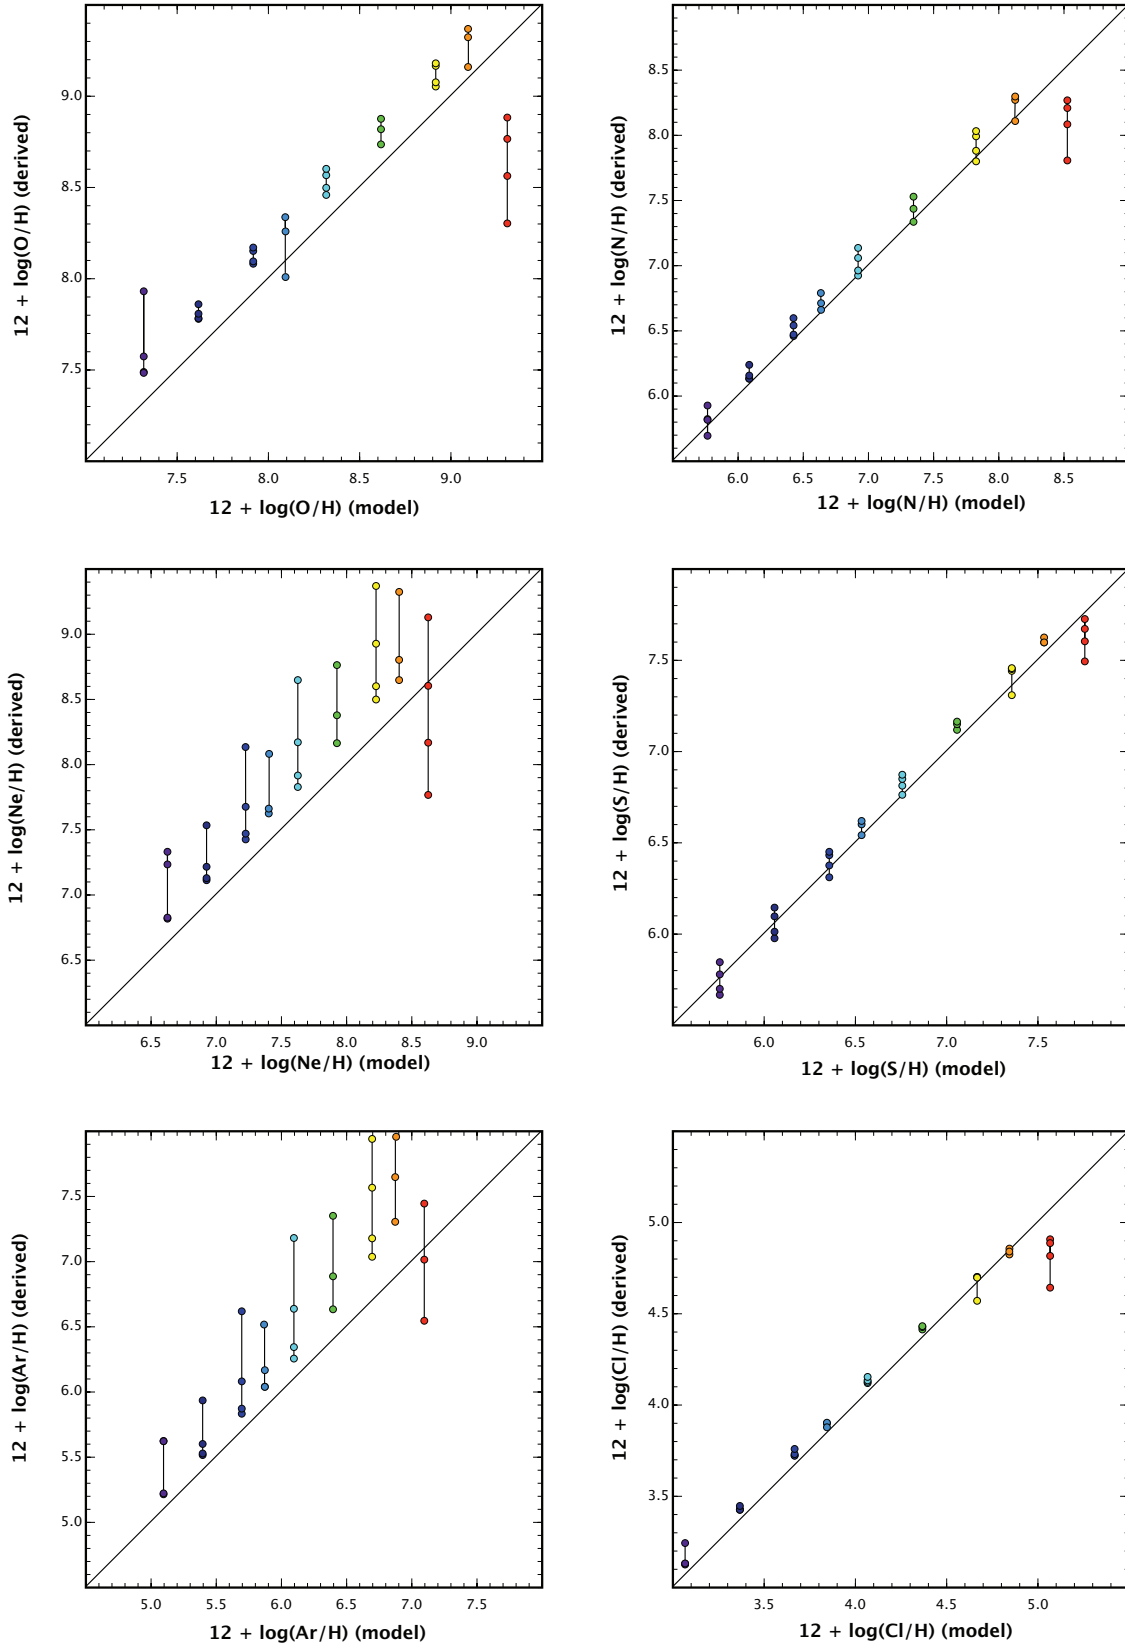 9.0
8.5
8.0
7.5
12 + log(O/H) (derived)
7.5 8.0 8.5 9.0
12 + log(O/H) (model)
8.5
8.0
7.5
7.0
6.5
6.0
12 + log(N/H) (derived)
6.0 6.5 7.0 7.5 8.0 8.5
12 + log(N/H) (model)
9.0
8.5
8.0
7.5
7.0
6.5
12 + log(Ne/H) (derived)
6.5 7.0 7.5 8.0 8.5 9.0
12 + log(Ne/H) (model)
7.5
7.0
6.5
6.0
12 + log(S/H) (derived)
6.0 6.5 7.0 7.5
12 + log(S/H) (model)
7.5
7.0
6.5
6.0
5.5
5.0
12 + log(Ar/H) (derived)
5.0 5.5 6.0 6.5 7.0 7.5
12 + log(Ar/H) (model)
5.0
4.5
4.0
3.5
12 + log(Cl/H) (derived)
3.5 4.0 4.5 5.0
12 + log(Cl/H) (model)